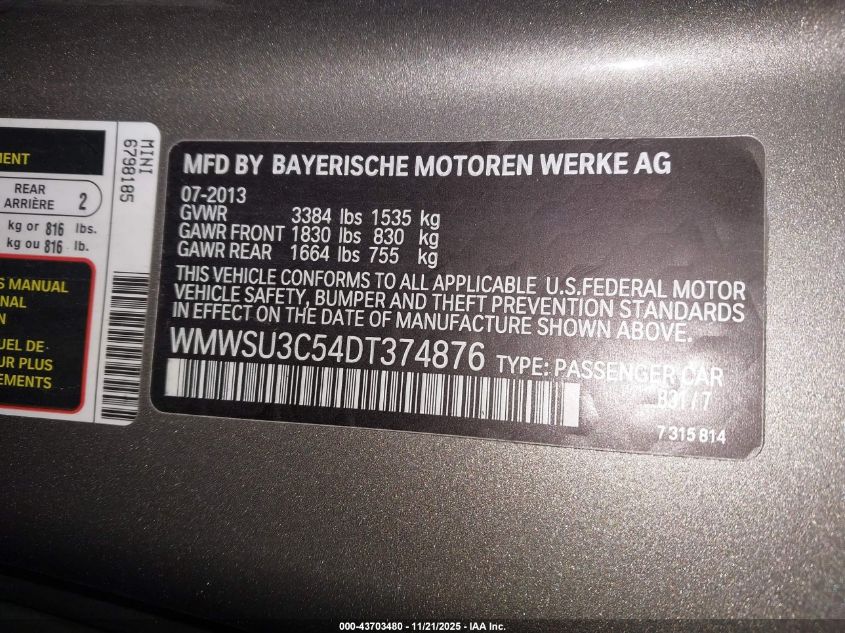 MENT
REAR
ARRIÈRE 2
kg or 816 lbs.
kg ou 816 lb.
S MANUAL
ONAL
N
UEL DE
UR PLUS
EMENTS
MINI
6798185
MFD BY BAYERISCHE MOTOREN WERKE AG
07-2013
GVWR 3384 lbs 1535 kg
GAWR FRONT 1830 lbs 830 kg
GAWR REAR 1664 lbs 755 kg
THIS VEHICLE CONFORMS TO ALL APPLICABLE U.S.FEDERAL MOTOR
VEHICLE SAFETY, BUMPER AND THEFT PREVENTION STANDARDS
IN EFFECT ON THE DATE OF MANUFACTURE SHOWN ABOVE.
WMWSU3C54DT374876 TYPE: PASSENGER CAR
B31/7
7 315 814
000-43703480 - 11/21/2025 - IAA Inc.